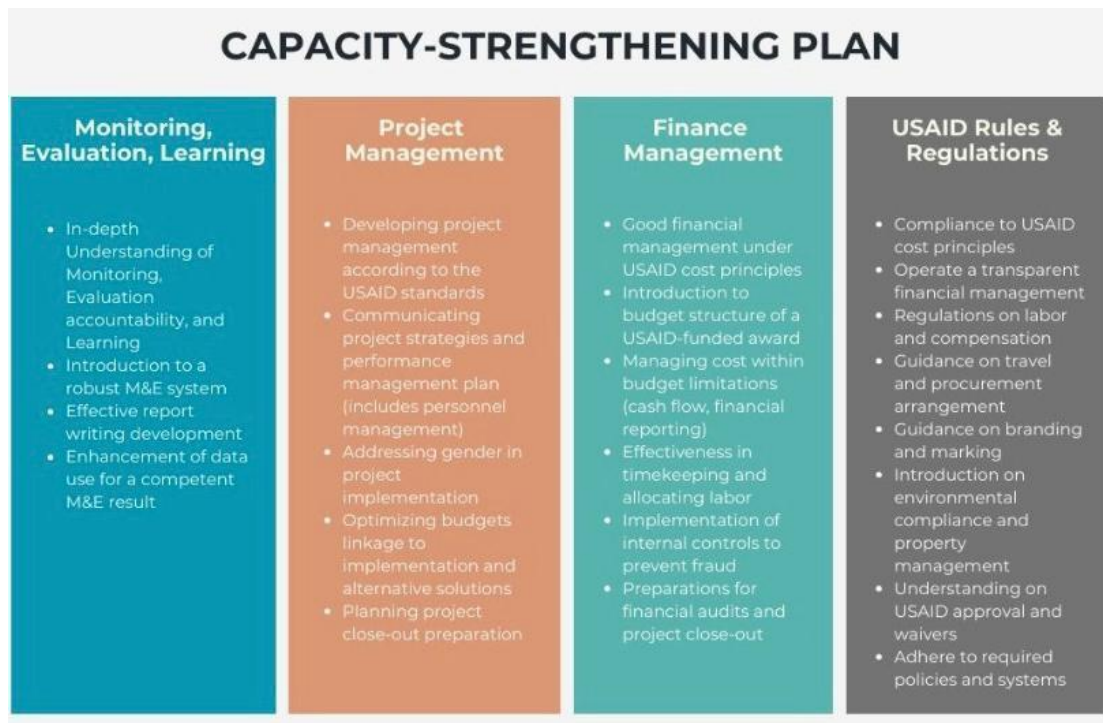 CAPACITY-STRENGTHENING PLAN
Monitoring,
Evaluation, Learning
• In-depth
Understanding of
Monitoring,
Evaluation
accountability, and
Learning
• Introduction to a
robust M&E system
• Effective report
writing development
• Enhancement of data
use for a competent
M&E result
Project
Management
• Developing project
management
according to the
USAID standards
• Communicating
project strategies and
performance
management plan
(includes personnel
management)
• Addressing gender in
project
implementation
• Optimizing budgets
linkage to
implementation and
alternative solutions
• Planning project
close-out preparation
Finance
Management
• Good financial
management under
USAID cost principles
• Introduction to
budget structure of a
USAID-funded award
• Managing cost within
budget limitations
(cash flow, financial
reporting)
• Effectiveness in
timekeeping and
allocating labor
• Implementation of
internal controls to
prevent fraud
• Preparations for
financial audits and
project close-out
USAID Rules &
Regulations
• Compliance to USAID
cost principles
• Operate a transparent
financial management
• Regulations on labor
and compensation
• Guidance on travel
and procurement
arrangement
• Guidance on branding
and marking
• Introduction on
environmental
compliance and
property
management
• Understanding on
USAID approval and
waivers
• Adhere to required
policies and systems